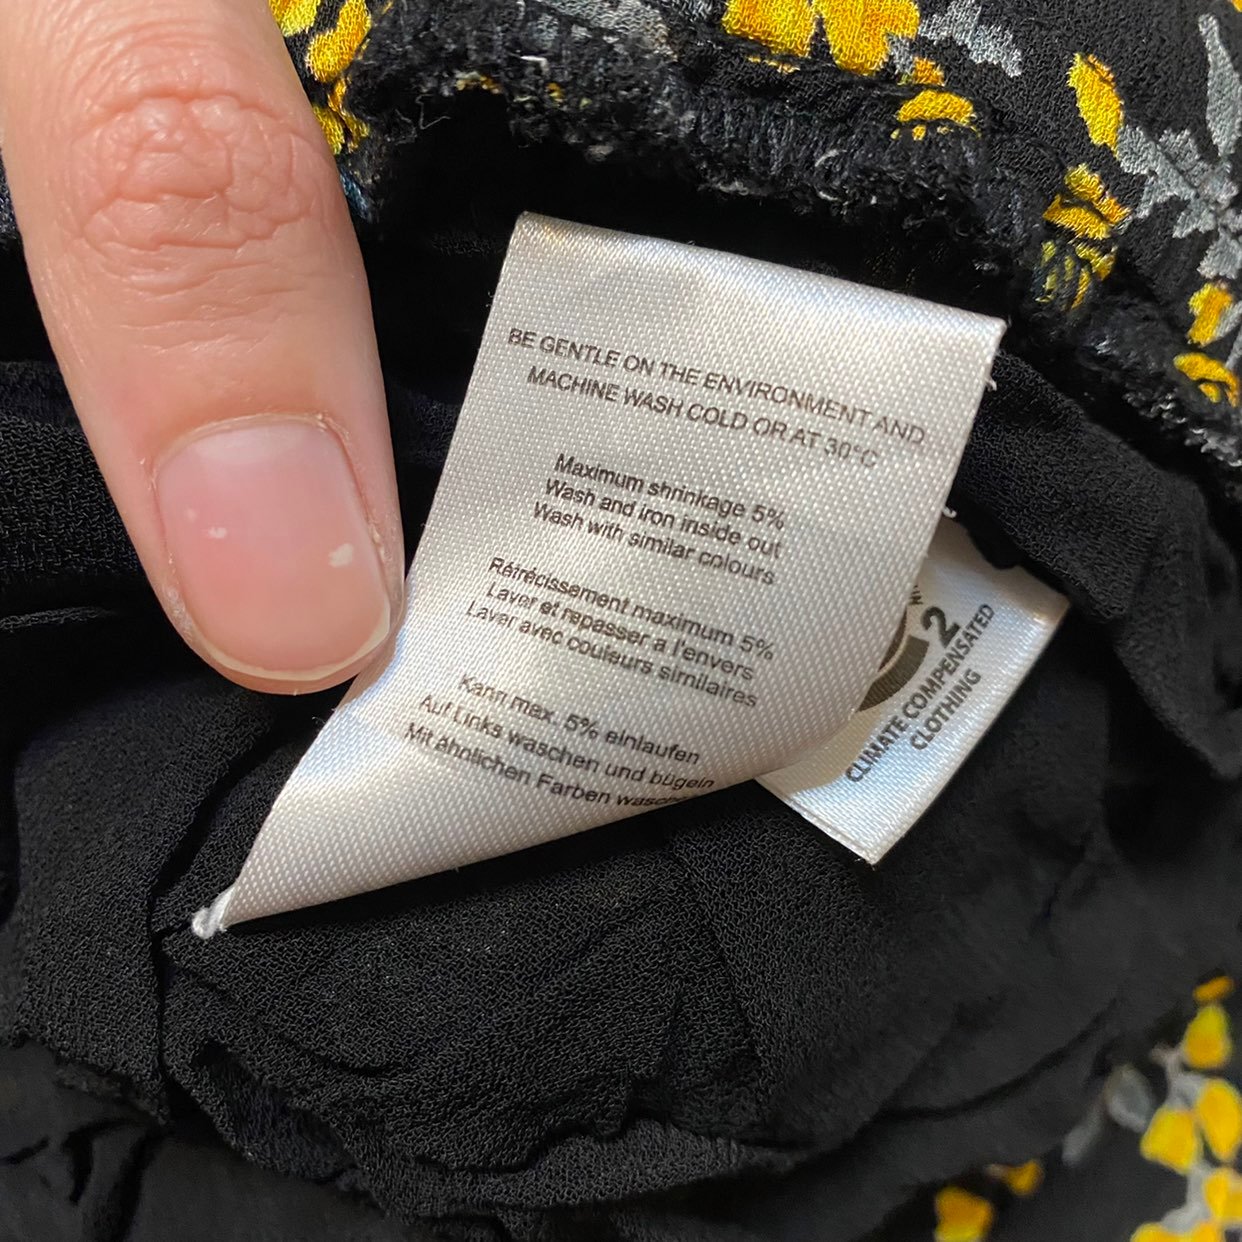 BE GENTLE ON THE ENVIRONMENT AND
MACHINE WASH COLD OR AT 30°C
Maximum shrinkage 5%
Wash and iron inside out
Wash with similar colours
Rétrécissement maximum 5%
Laver et repasser a l'envers
Laver avec couleurs similaires
Kann max. 5% einlaufen
Auf Links waschen und bügeln
Mit ähnlichen Farben
2
CLIMATE COMPENSATED
CLOTHING